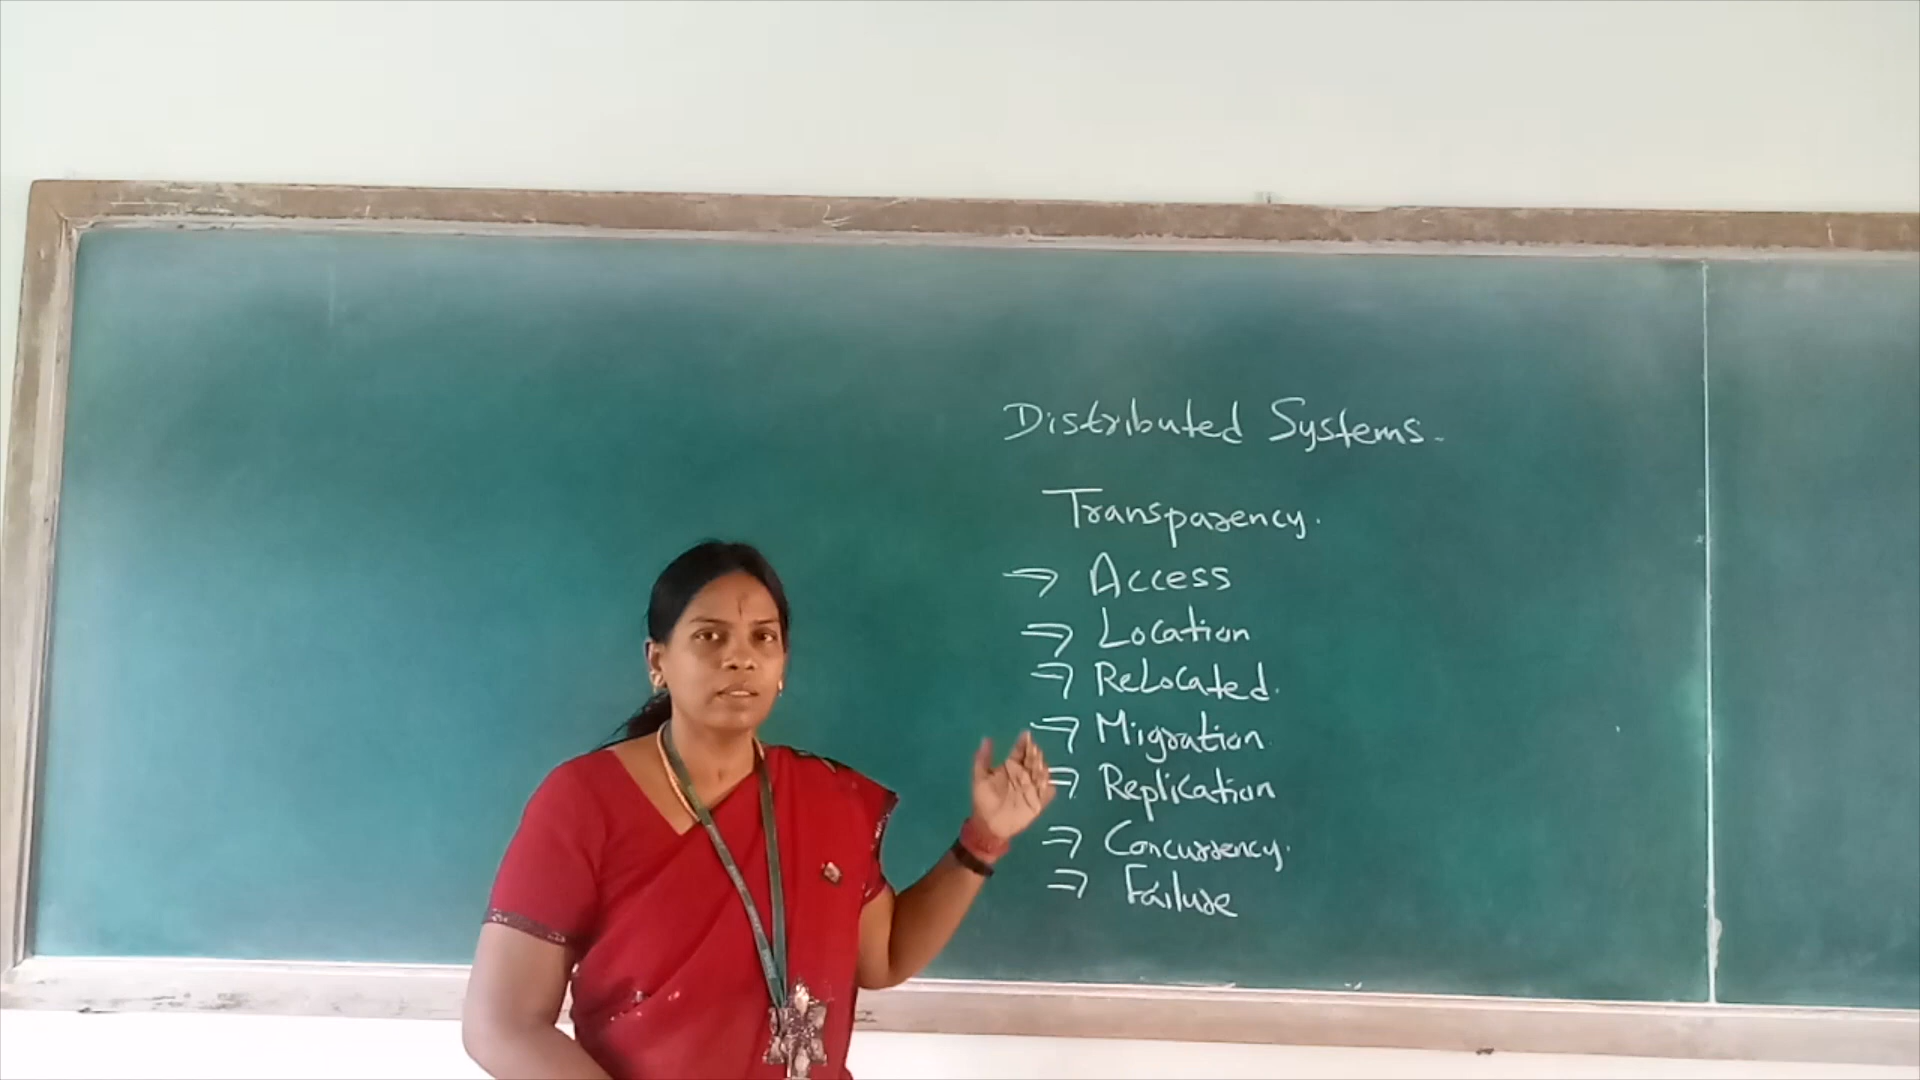 Distributed Systems.
Transparency.
⇒ Access
⇒ Location
⇒ Relocated.
⇒ Migration
⇒ Replication
⇒ Concurrency.
⇒ Failure